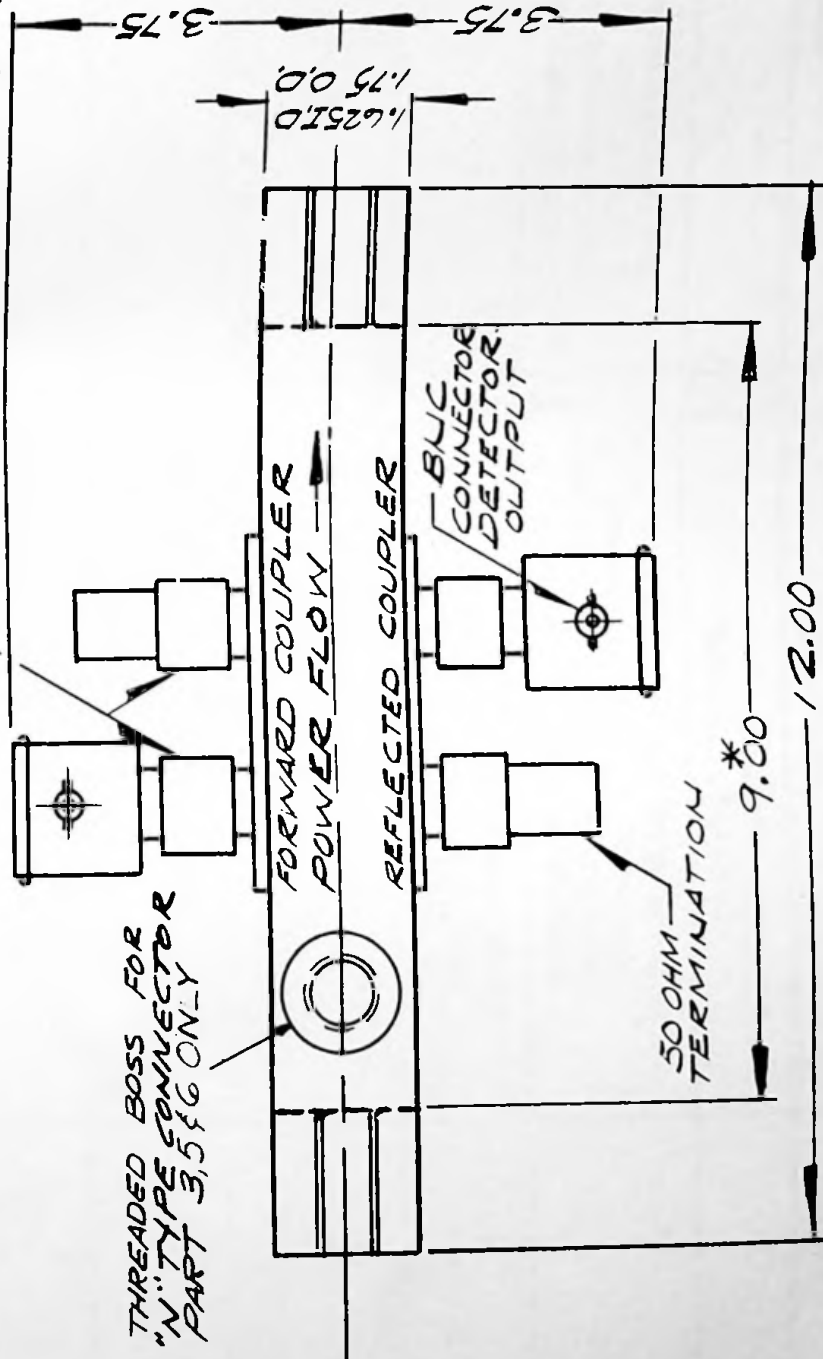 3.75
3.75
1.625 I.D
1.75 O.D.
THREADED BOSS FOR
"N" TYPE CONNECTOR
PART 3,5&6 ONLY
FORWARD COUPLER
POWER FLOW
REFLECTED COUPLER
BNC
CONNECTOR
DETECTOR
OUTPUT
50 OHM
TERMINATION
9.00*
12.00